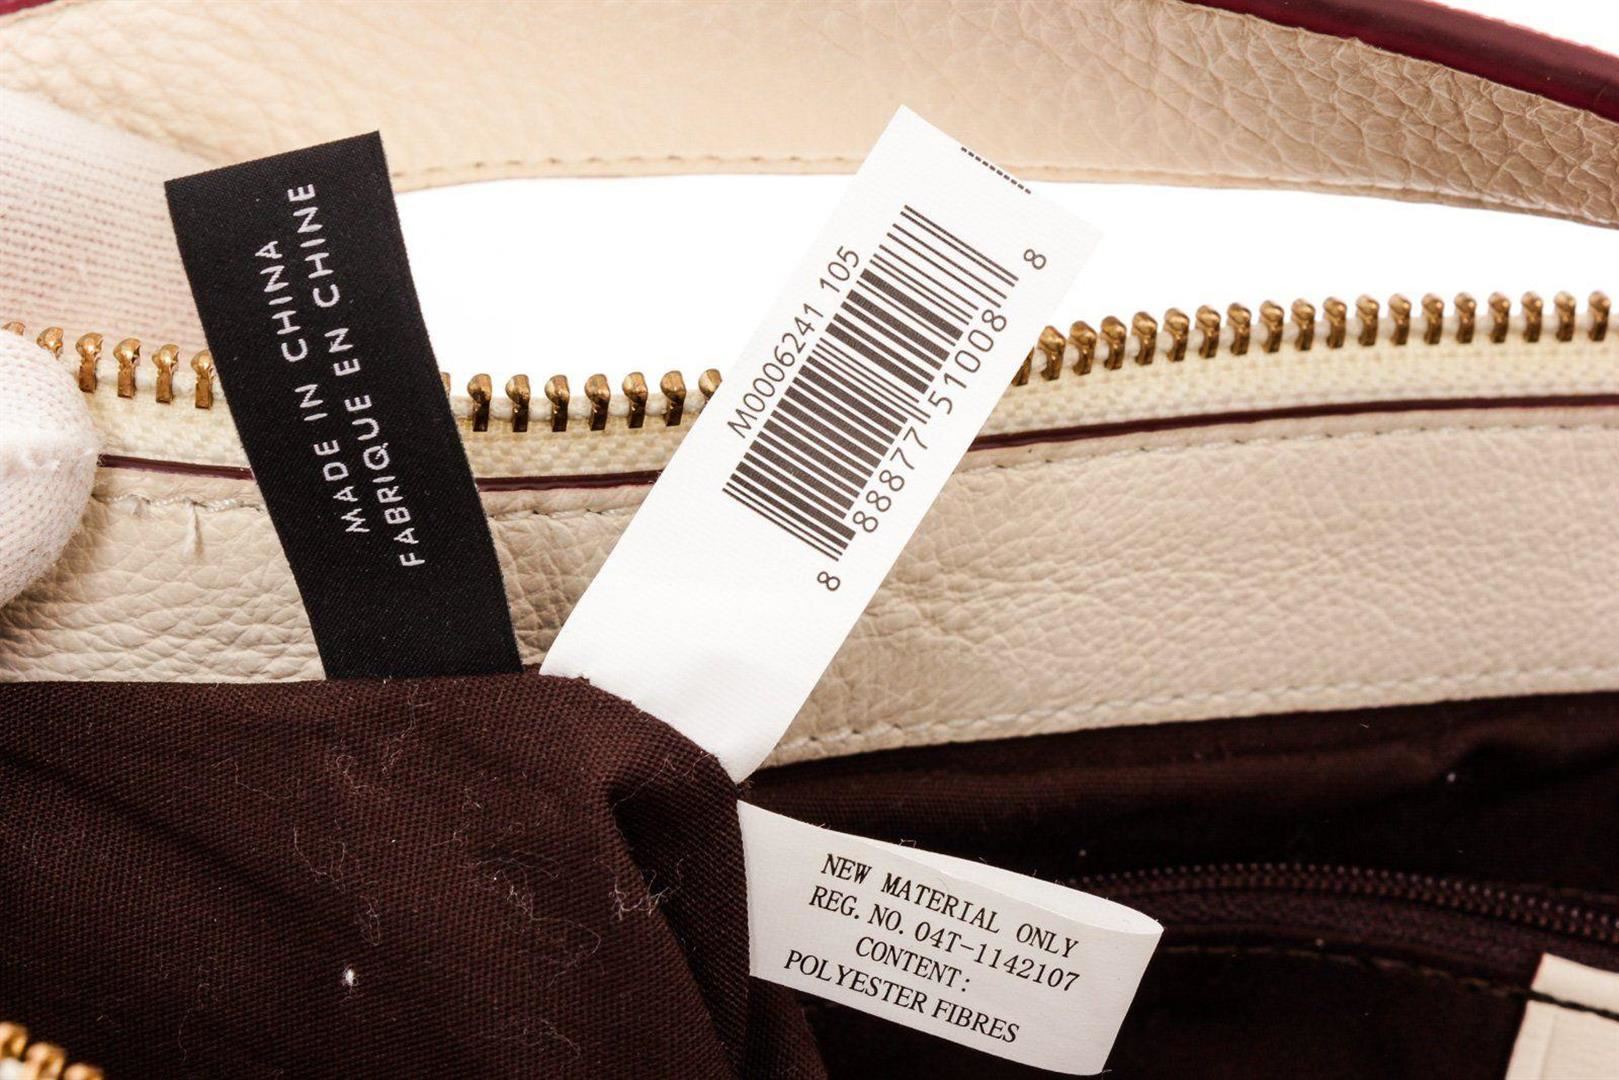 MADE IN CHINA
FABRIQUE EN CHINE
M0006241 105
8 88877 51008 8
NEW MATERIAL ONLY
REG. NO. 04T-1142107
CONTENT:
POLYESTER FIBRES